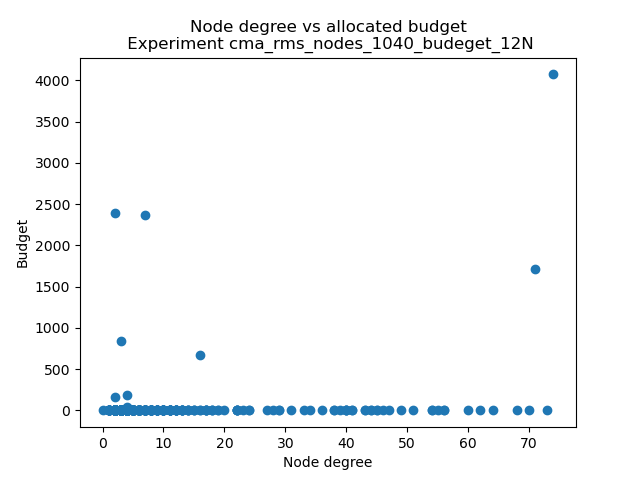 Node degree vs allocated budget
Experiment cma_rms_nodes_1040_budeget_12N
4000
3500
3000
2500
2000
1500
1000
500
0
Budget
0 10 20 30 40 50 60 70
Node degree